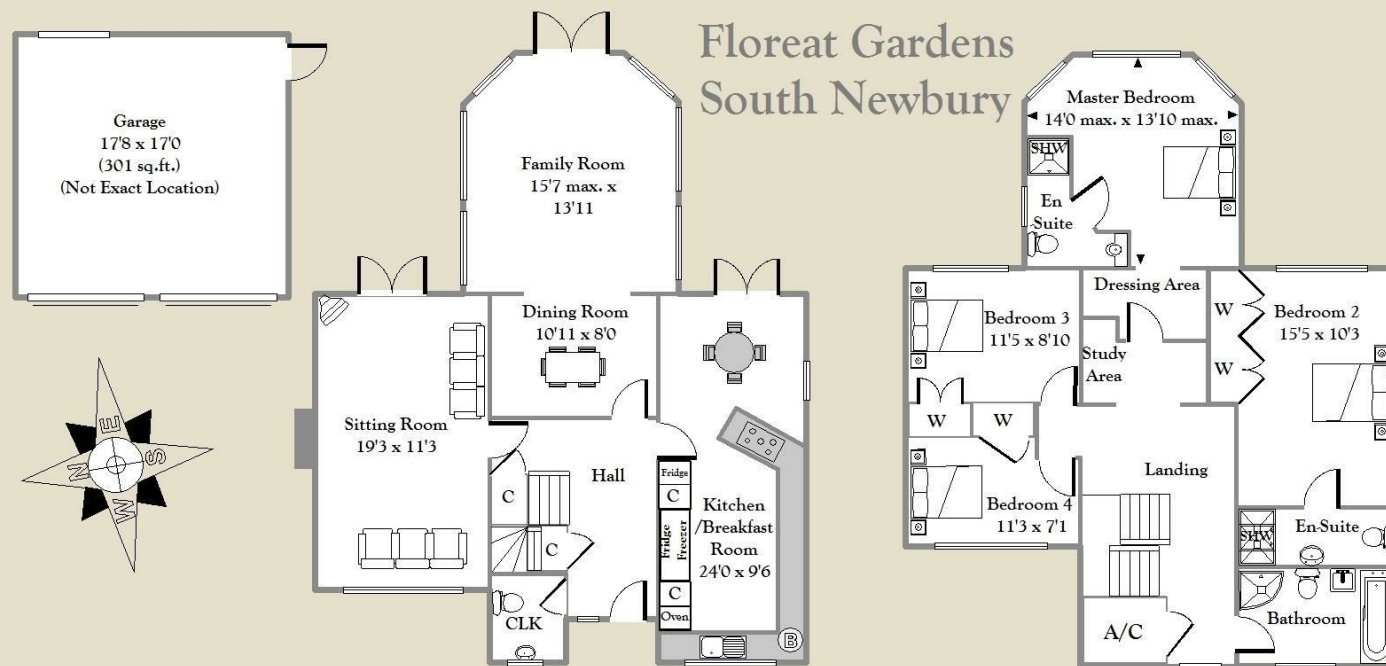 Floreat Gardens
South Newbury
Garage
17'8 x 17'0
(301 sq.ft.)
(Not Exact Location)
Family Room
15'7 max. x
13'11
Dining Room
10'11 x 8'0
Sitting Room
19'3 x 11'3
Hall
C
C
CLK
Fridge
C
Fridge
Freezer
C
Oven
Kitchen
/Breakfast
Room
24'0 x 9'6
B
N
E
S
W
Master Bedroom
14'0 max. x 13'10 max.
SHW
En
Suite
Dressing Area
Bedroom 3
11'5 x 8'10
Study
Area
W
W
Bedroom 2
15'5 x 10'3
W
W
Bedroom 4
11'3 x 7'1
Landing
SHW
En-Suite
A/C
Bathroom